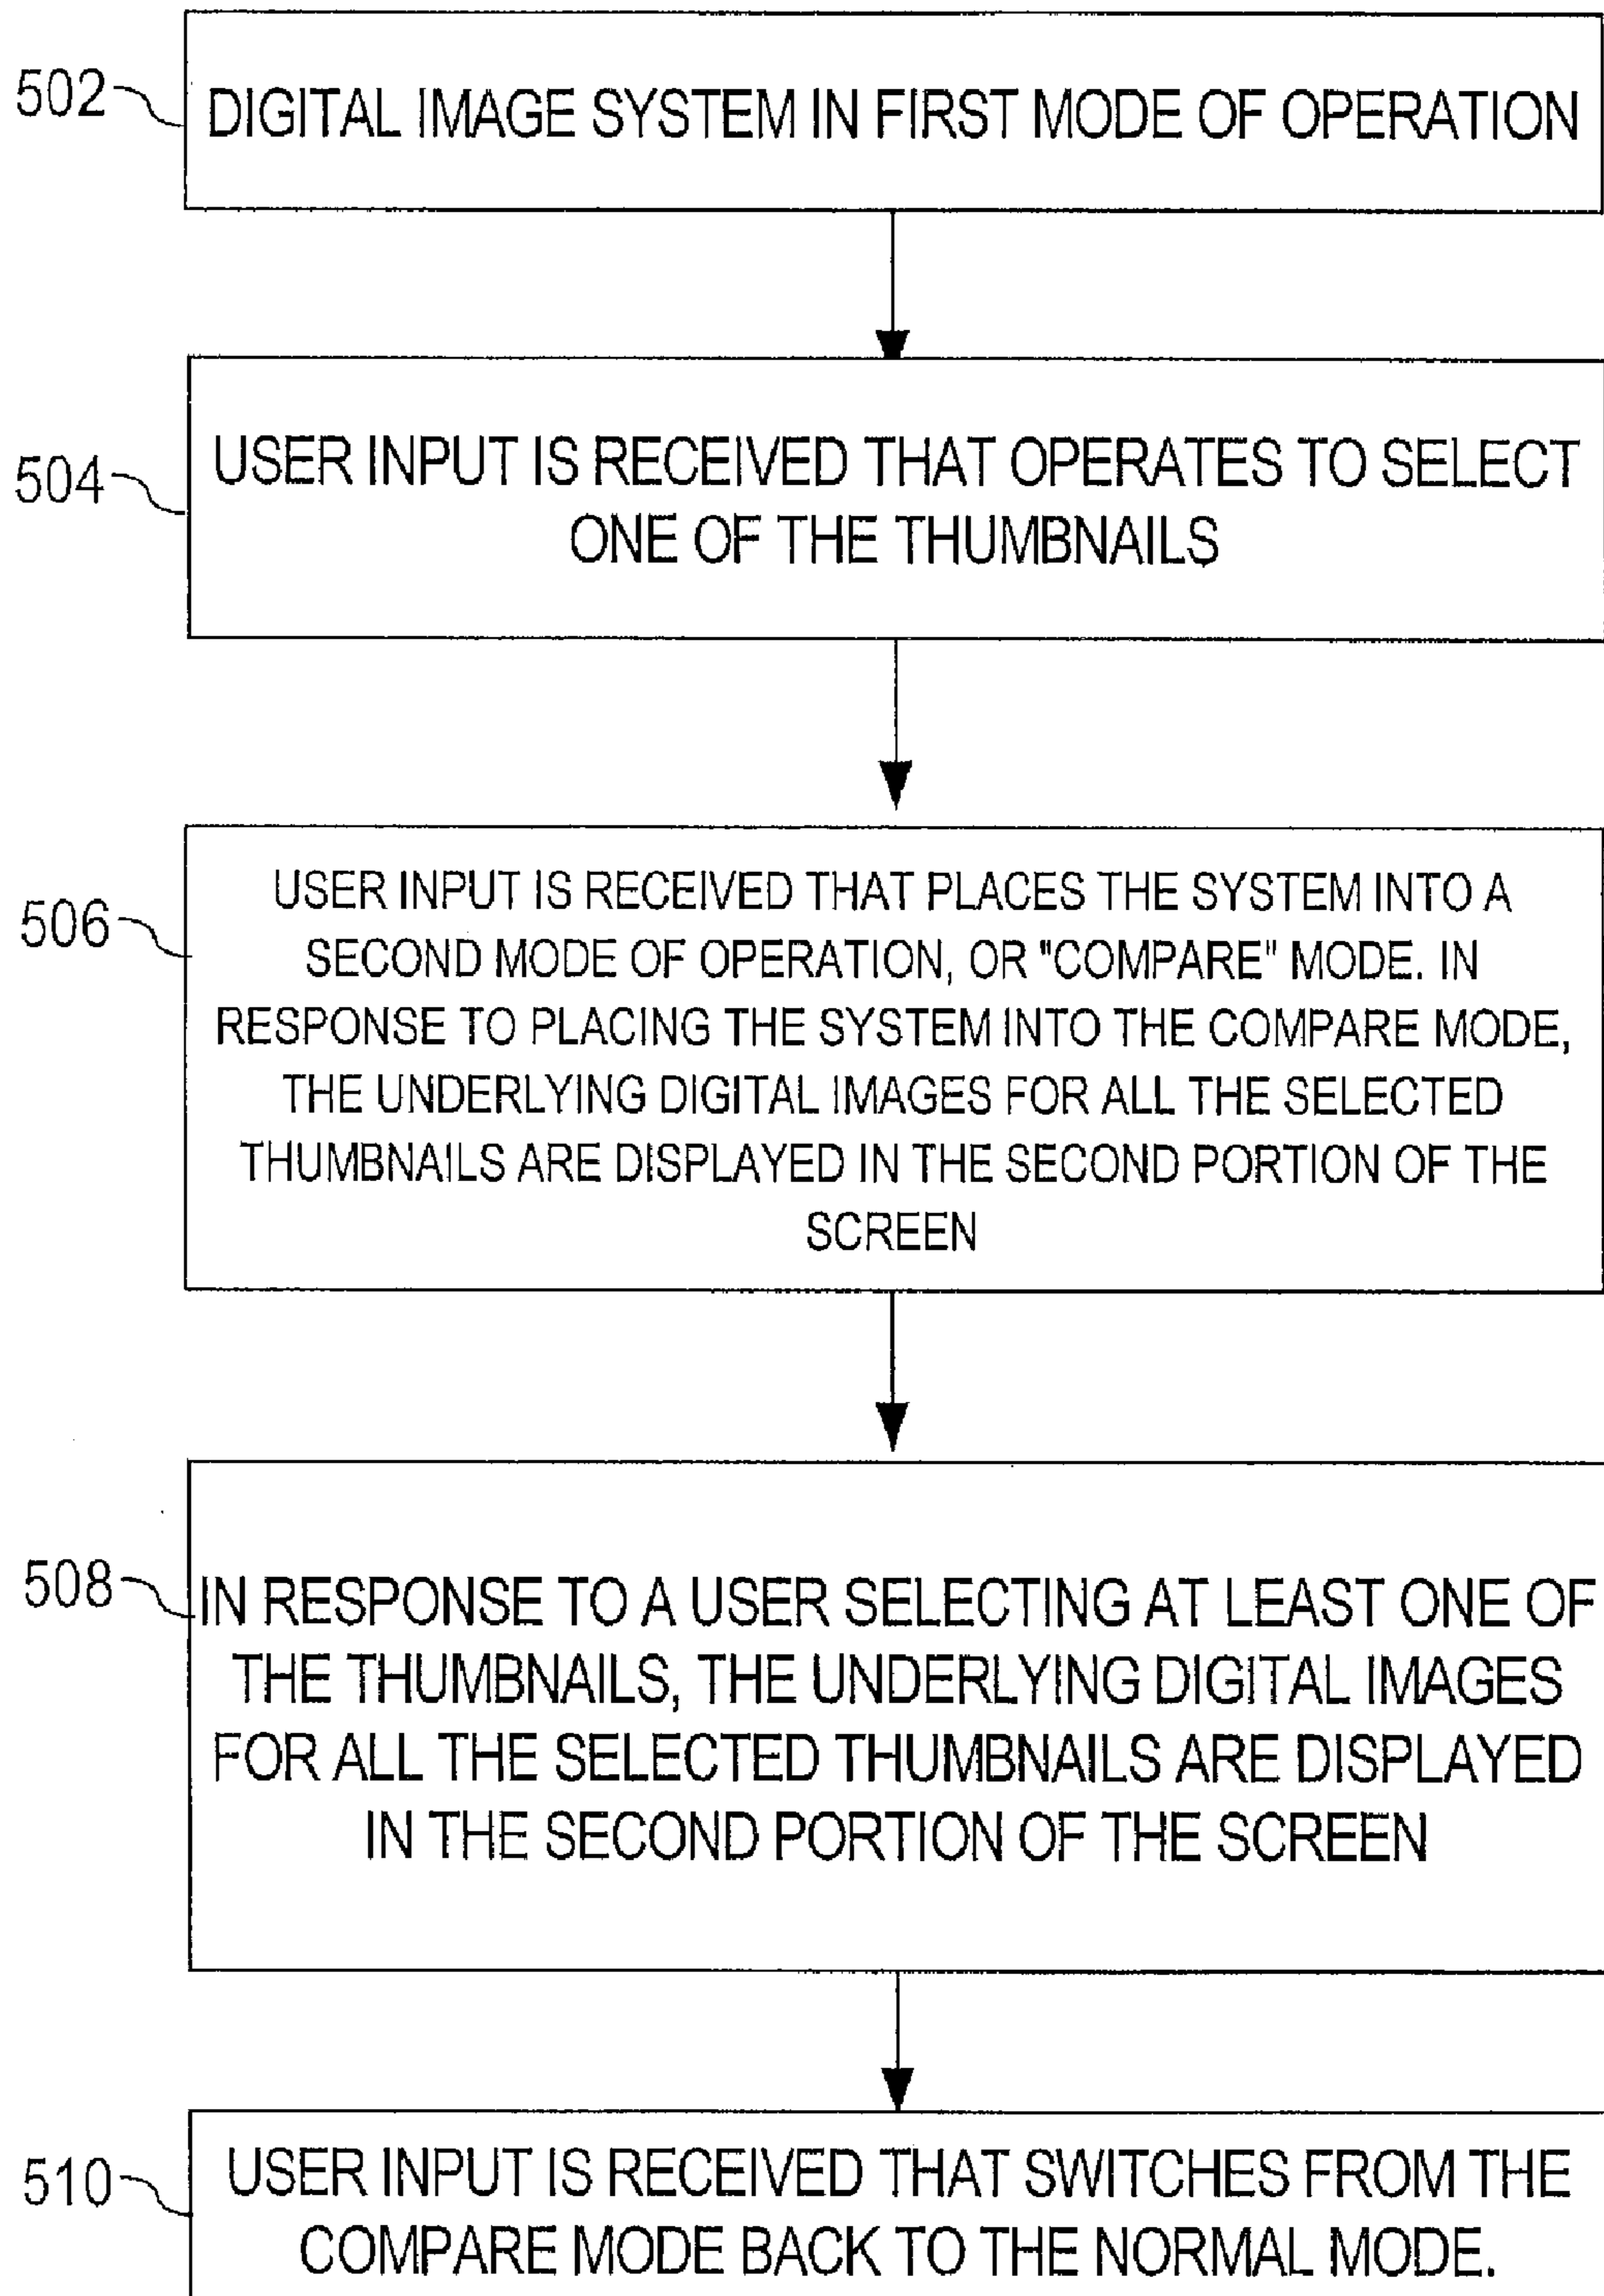 502
DIGITAL IMAGE SYSTEM IN FIRST MODE OF OPERATION
504
USER INPUT IS RECEIVED THAT OPERATES TO SELECT
ONE OF THE THUMBNAILS
506
USER INPUT IS RECEIVED THAT PLACES THE SYSTEM INTO A
SECOND MODE OF OPERATION, OR "COMPARE" MODE. IN
RESPONSE TO PLACING THE SYSTEM INTO THE COMPARE MODE,
THE UNDERLYING DIGITAL IMAGES FOR ALL THE SELECTED
THUMBNAILS ARE DISPLAYED IN THE SECOND PORTION OF THE
SCREEN
508
IN RESPONSE TO A USER SELECTING AT LEAST ONE OF
THE THUMBNAILS, THE UNDERLYING DIGITAL IMAGES
FOR ALL THE SELECTED THUMBNAILS ARE DISPLAYED
IN THE SECOND PORTION OF THE SCREEN
510
USER INPUT IS RECEIVED THAT SWITCHES FROM THE
COMPARE MODE BACK TO THE NORMAL MODE.